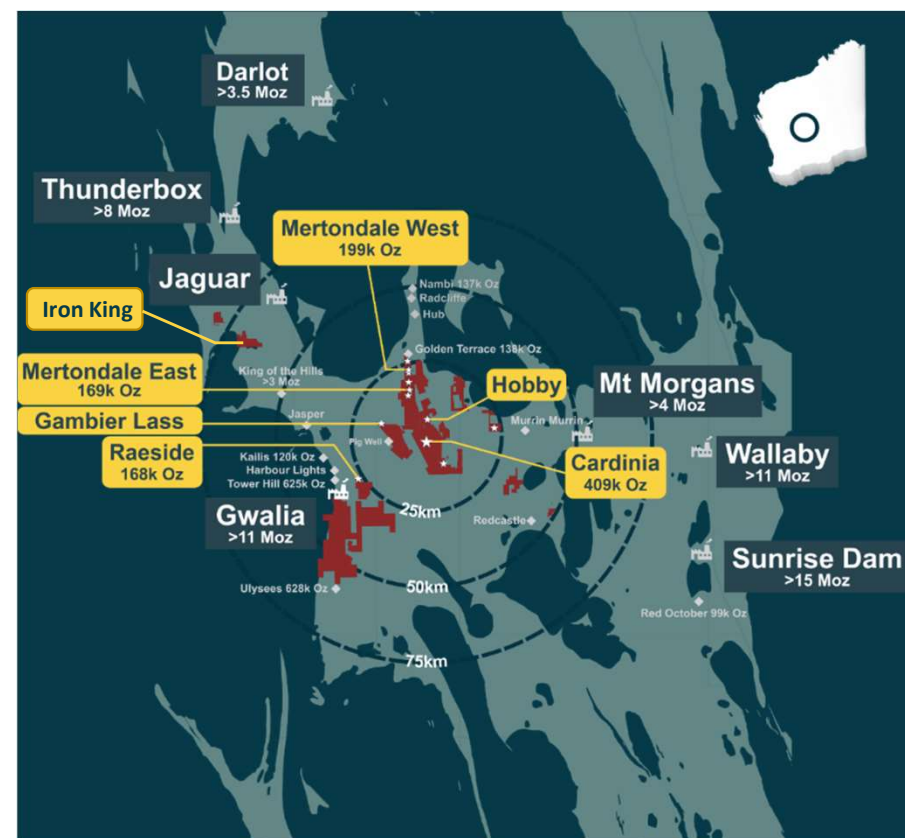 Darlot
>3.5 Moz
Thunderbox
>8 Moz
Mertondale West
199k Oz
Jaguar
Nambi 137k Oz
Radcliffe
Hub
Iron King
Golden Terrace 138k Oz
King of the Hills
>3 Moz
Mertondale East
169k Oz
Hobby
Mt Morgans
>4 Moz
Gambier Lass
Jasper
Murrin Murrin
Pig Well
Raeside
168k Oz
Kailis 120k Oz
Harbour Lights
Tower Hill 625k Oz
Cardinia
409k Oz
Wallaby
>11 Moz
Gwalia
>11 Moz
25km
Redcastle
Sunrise Dam
>15 Moz
Ulysees 628k Oz
50km
Red October 99k Oz
75km